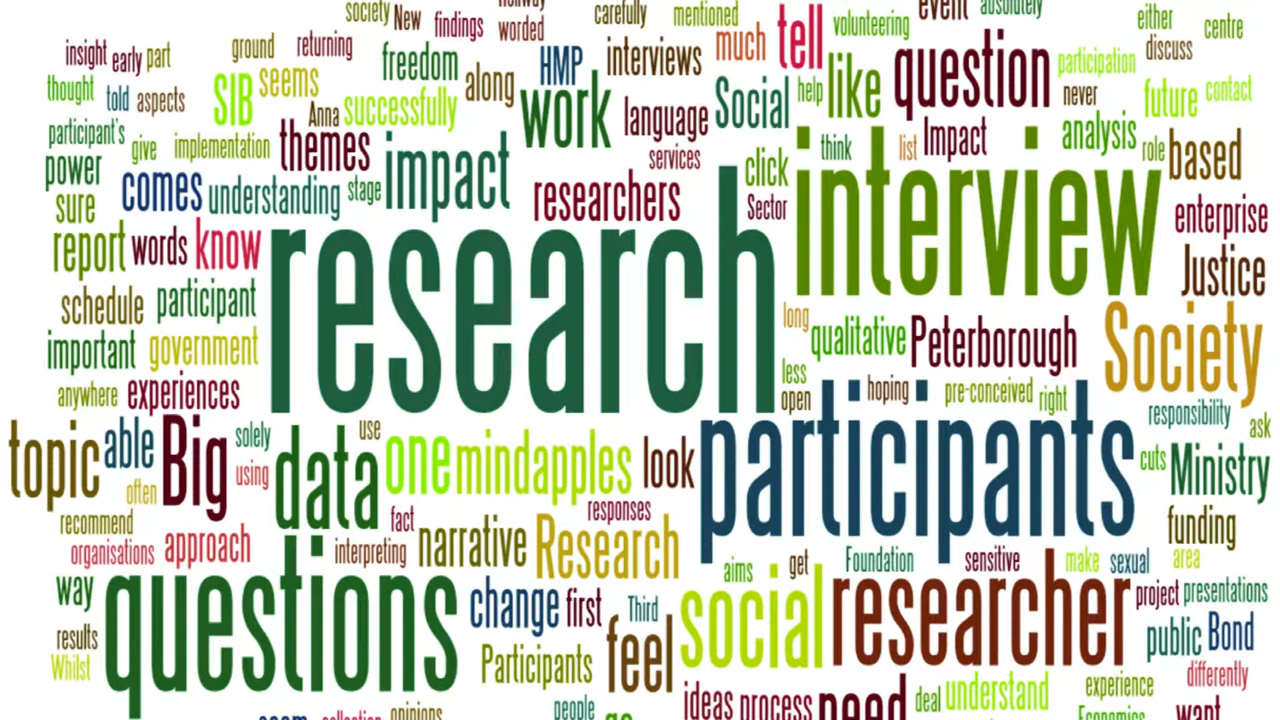 society
New
findings
worded
carefully
mentioned
volunteering
event
absolutely
either
centre
insight
early
part
ground
returning
freedom
along
HMP
interviews
much
tell
like
question
participation
discuss
thought
told
aspects
SIB
seems
Anna
successfully
work
language
Social
help
never
future
contact
participant's
give
implementation
themes
impact
services
click
think
list
Impact
analysis
role
based
power
comes
understanding
stage
researchers
Sector
interview
enterprise
sure
report
words
know
research
Justice
schedule
participant
long
qualitative
Peterborough
Society
important
government
less
open
hoping
pre-conceived
right
anywhere
experiences
responsibility
ask
topic
able
Big
solely
using
often
data
use
one
mindapples
look
participants
cuts
Ministry
recommend
organisations
approach
fact
interpreting
narrative
responses
Research
funding
way
questions
change
first
Third
aims
get
Foundation
sensitive
make
sexual
area
results
Whilst
Participants
feel
social
researcher
project
presentations
public
Bond
differently
people
ideas
process
need
deal
understand
experience
Economics
want
opinions
collection